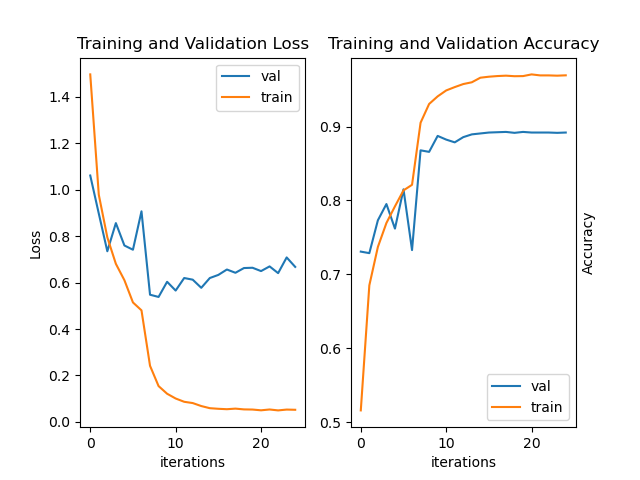 Training and Validation Loss
val
train
1.4
1.2
1.0
0.8
0.6
0.4
0.2
0.0
Loss
0
10
20
iterations
Training and Validation Accuracy
0.9
0.8
0.7
0.6
0.5
val
train
Accuracy
0
10
20
iterations